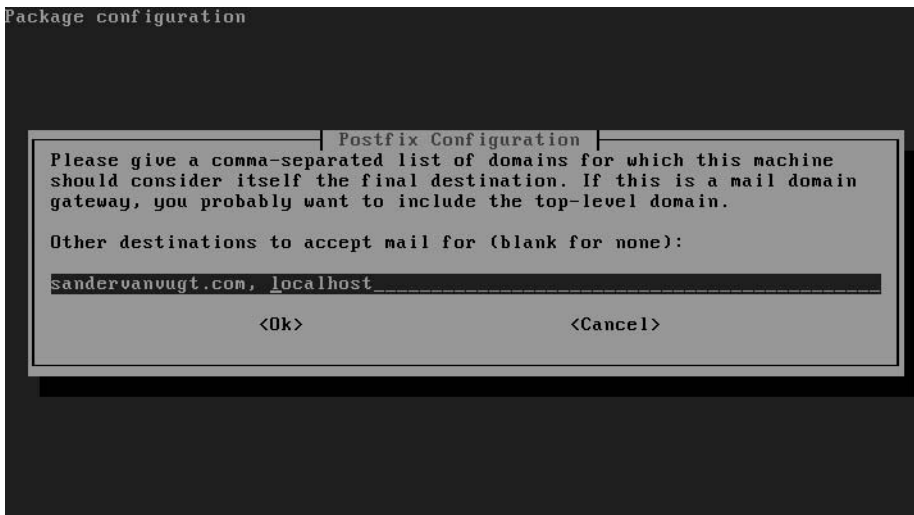 Package configuration
Postfix Configuration
Please give a comma-separated list of domains for which this machine
should consider itself the final destination. If this is a mail domain
gateway, you probably want to include the top-level domain.
Other destinations to accept mail for (blank for none):
sandervanvugt.com, localhost
<Ok> <Cancel>